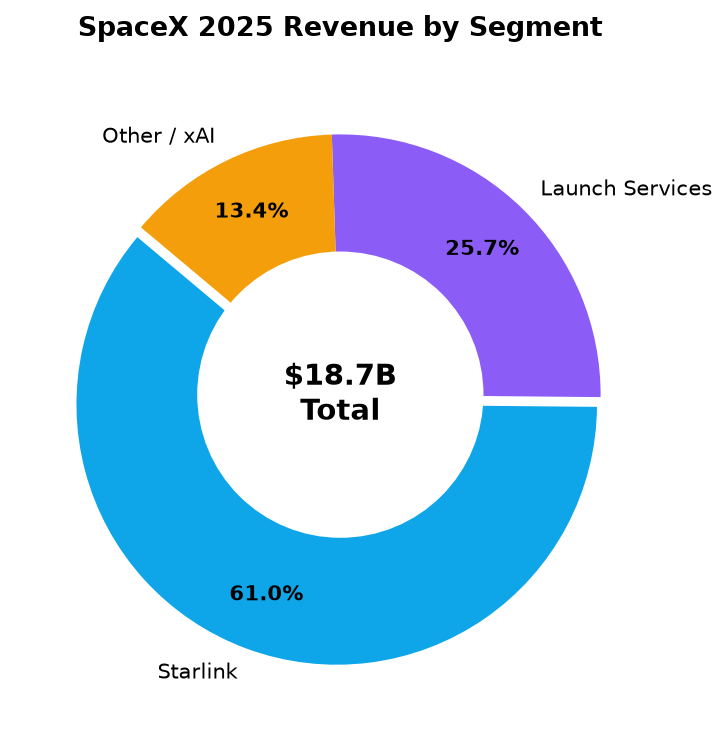 SpaceX 2025 Revenue by Segment
Other / xAI
Launch Services
13.4%
25.7%
$18.7B
Total
61.0%
Starlink